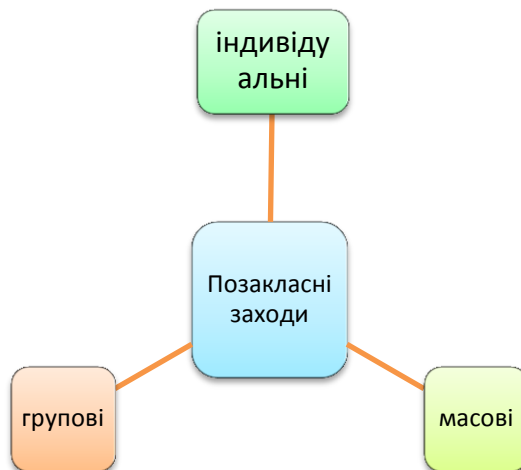 індивіду
альні
Позакласні
заходи
групові
масові